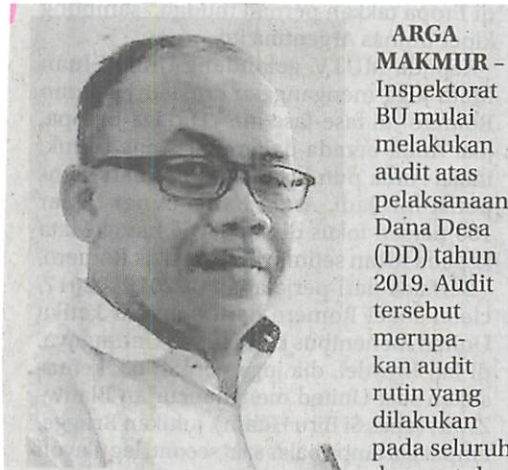 ARGA
MAKMUR –
Inspektorat
BU mulai
melakukan
audit atas
pelaksanaan
Dana Desa
(DD) tahun
2019. Audit
tersebut
merupa-
kan audit
rutin yang
dilakukan
pada seluruh